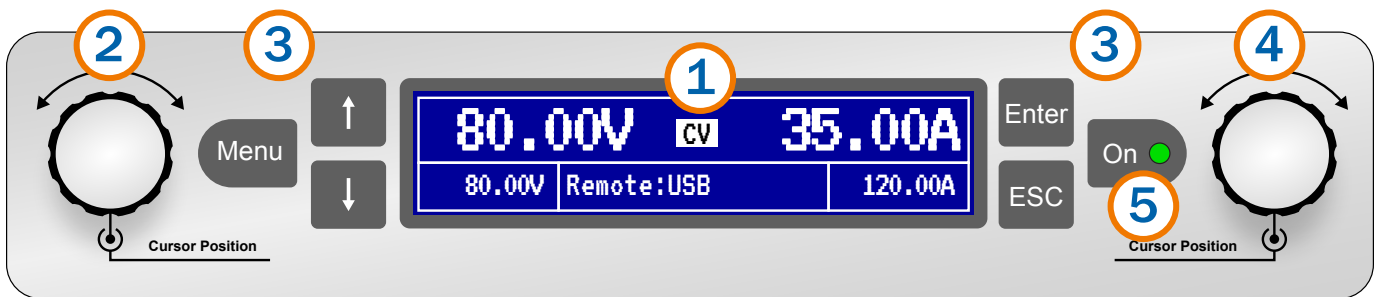 2
3
1
3
4
↑
Enter
80.00V CV 35.00A
Menu
On
80.00V Remote:USB 120.00A
↓
ESC
5
Cursor Position
Cursor Position